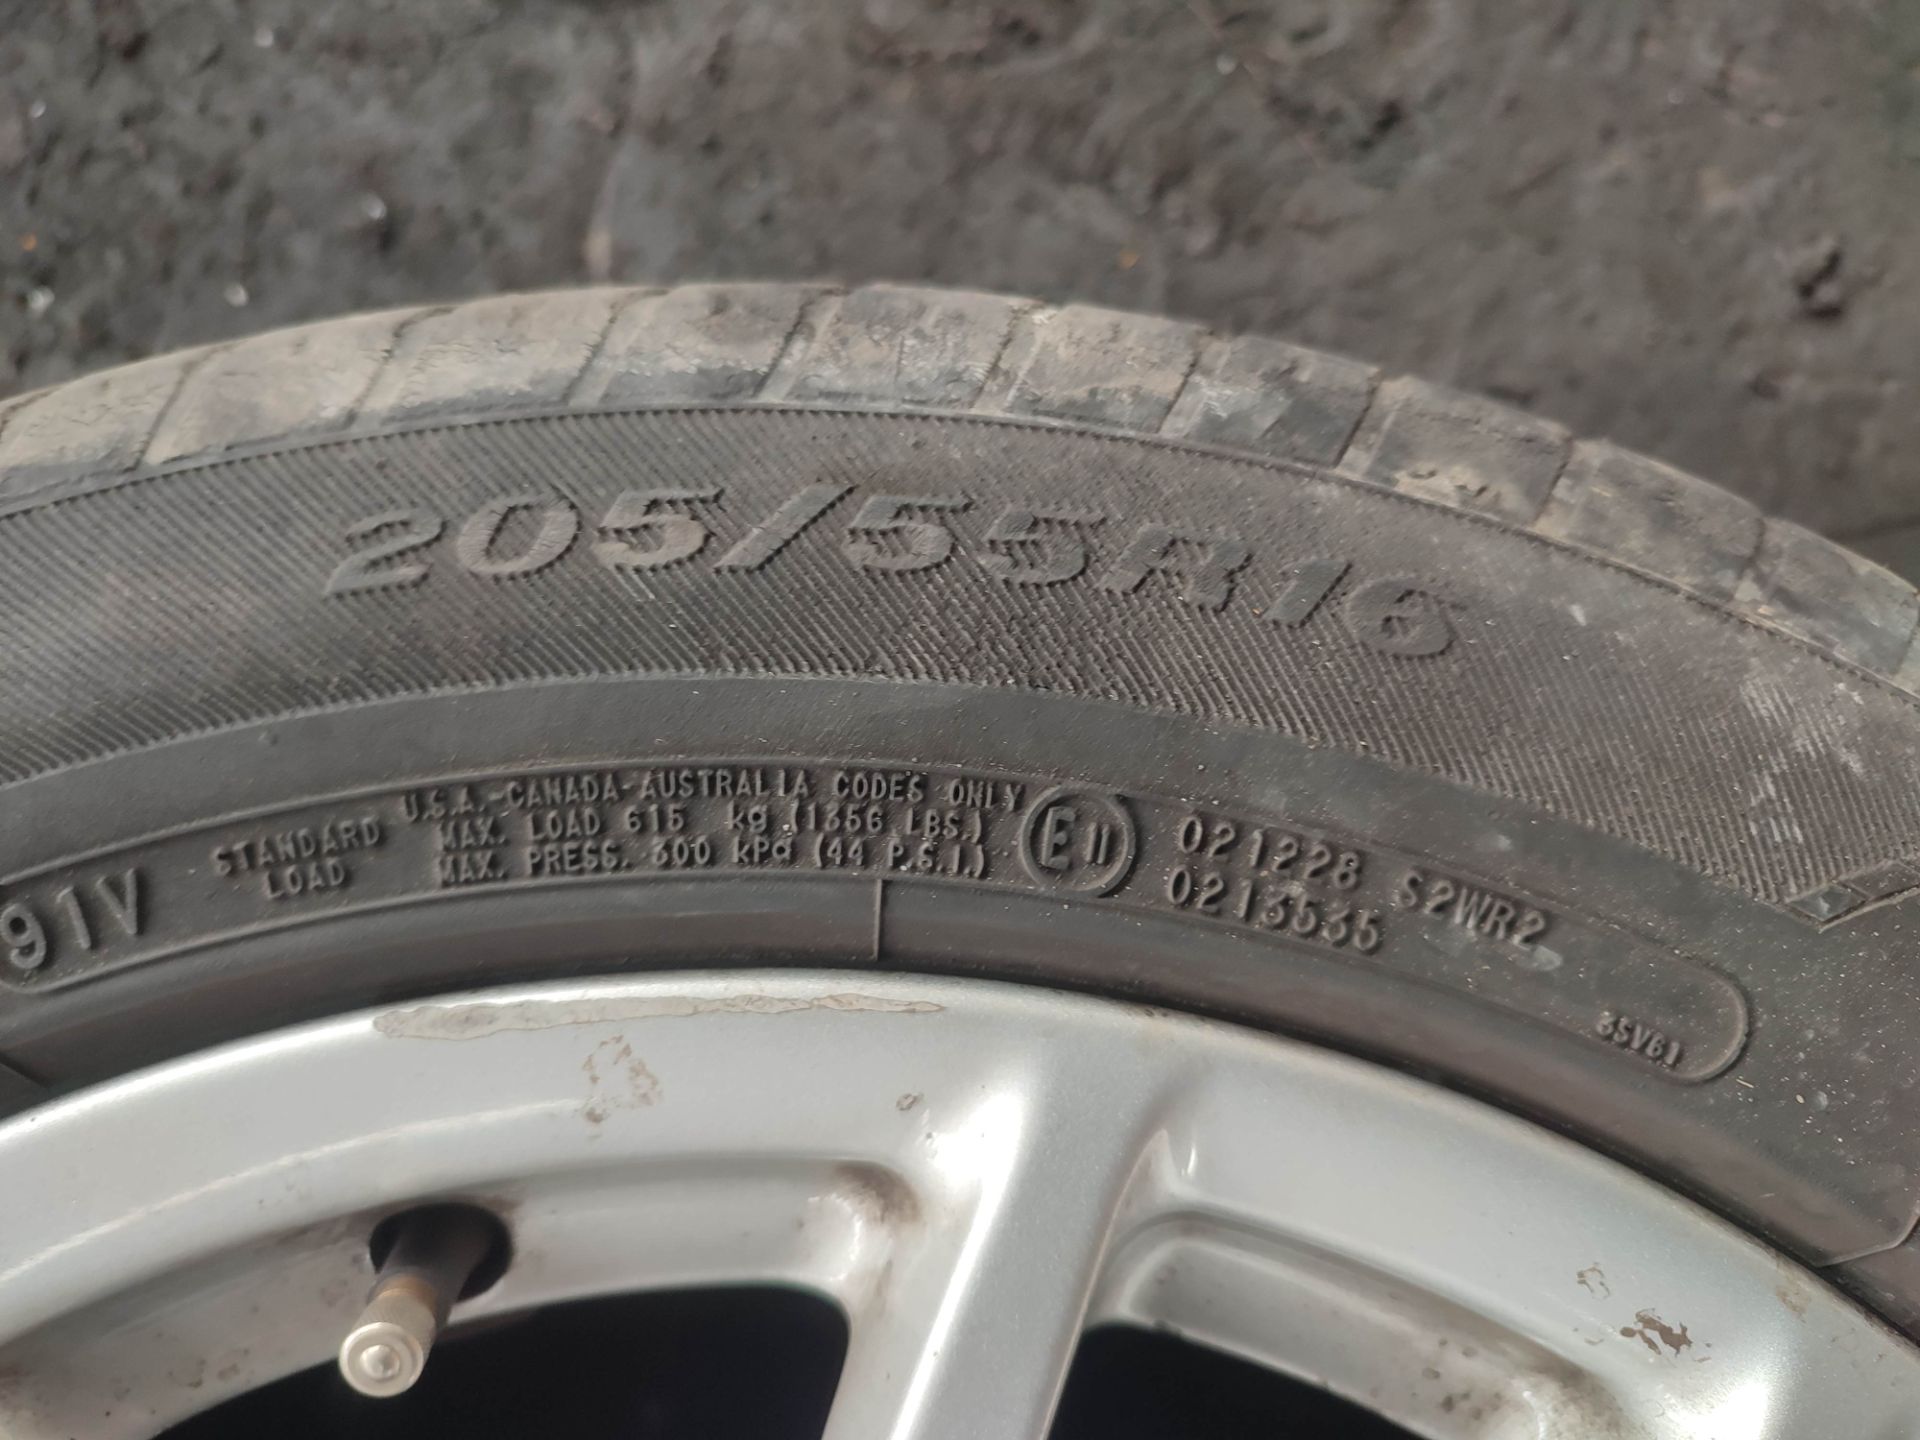 205/55R16
91V
STANDARD
LOAD
U.S.A.-CANADA-AUSTRALIA CODES ONLY
MAX. LOAD 615 kg (1356 LBS.)
MAX. PRESS. 300 kPa (44 P.S.I.)
E11
021228 S2WR2
0213535
3SV61